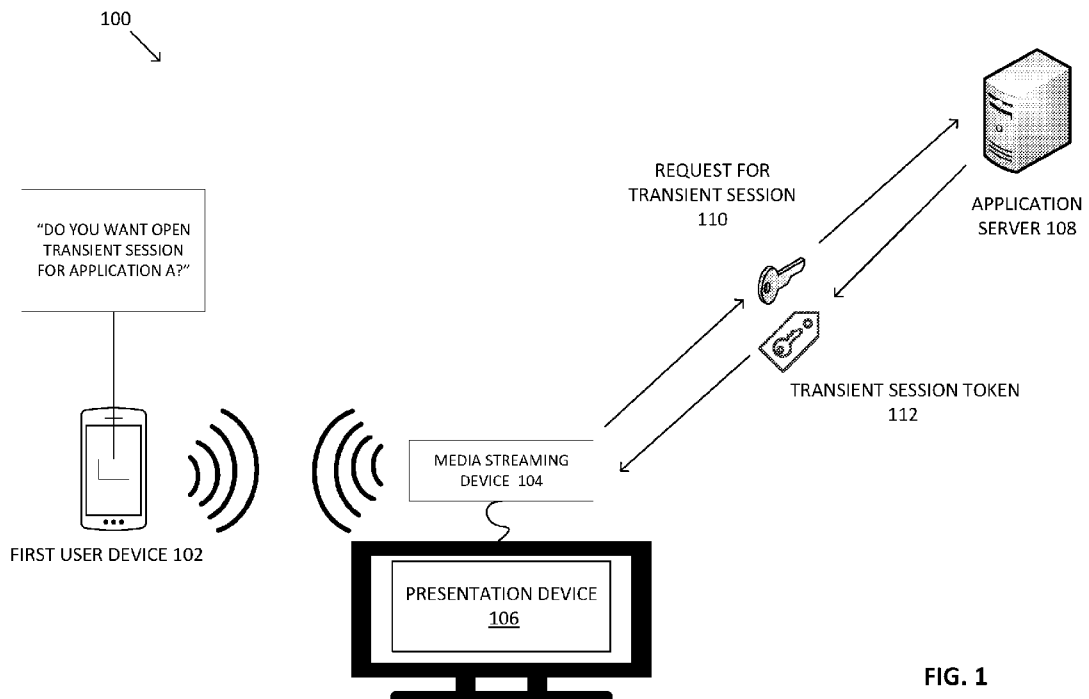 100
REQUEST FOR
TRANSIENT SESSION
110
APPLICATION
SERVER 108
"DO YOU WANT OPEN
TRANSIENT SESSION
FOR APPLICATION A?"
TRANSIENT SESSION TOKEN
112
MEDIA STREAMING
DEVICE 104
FIRST USER DEVICE 102
PRESENTATION DEVICE
106
FIG. 1